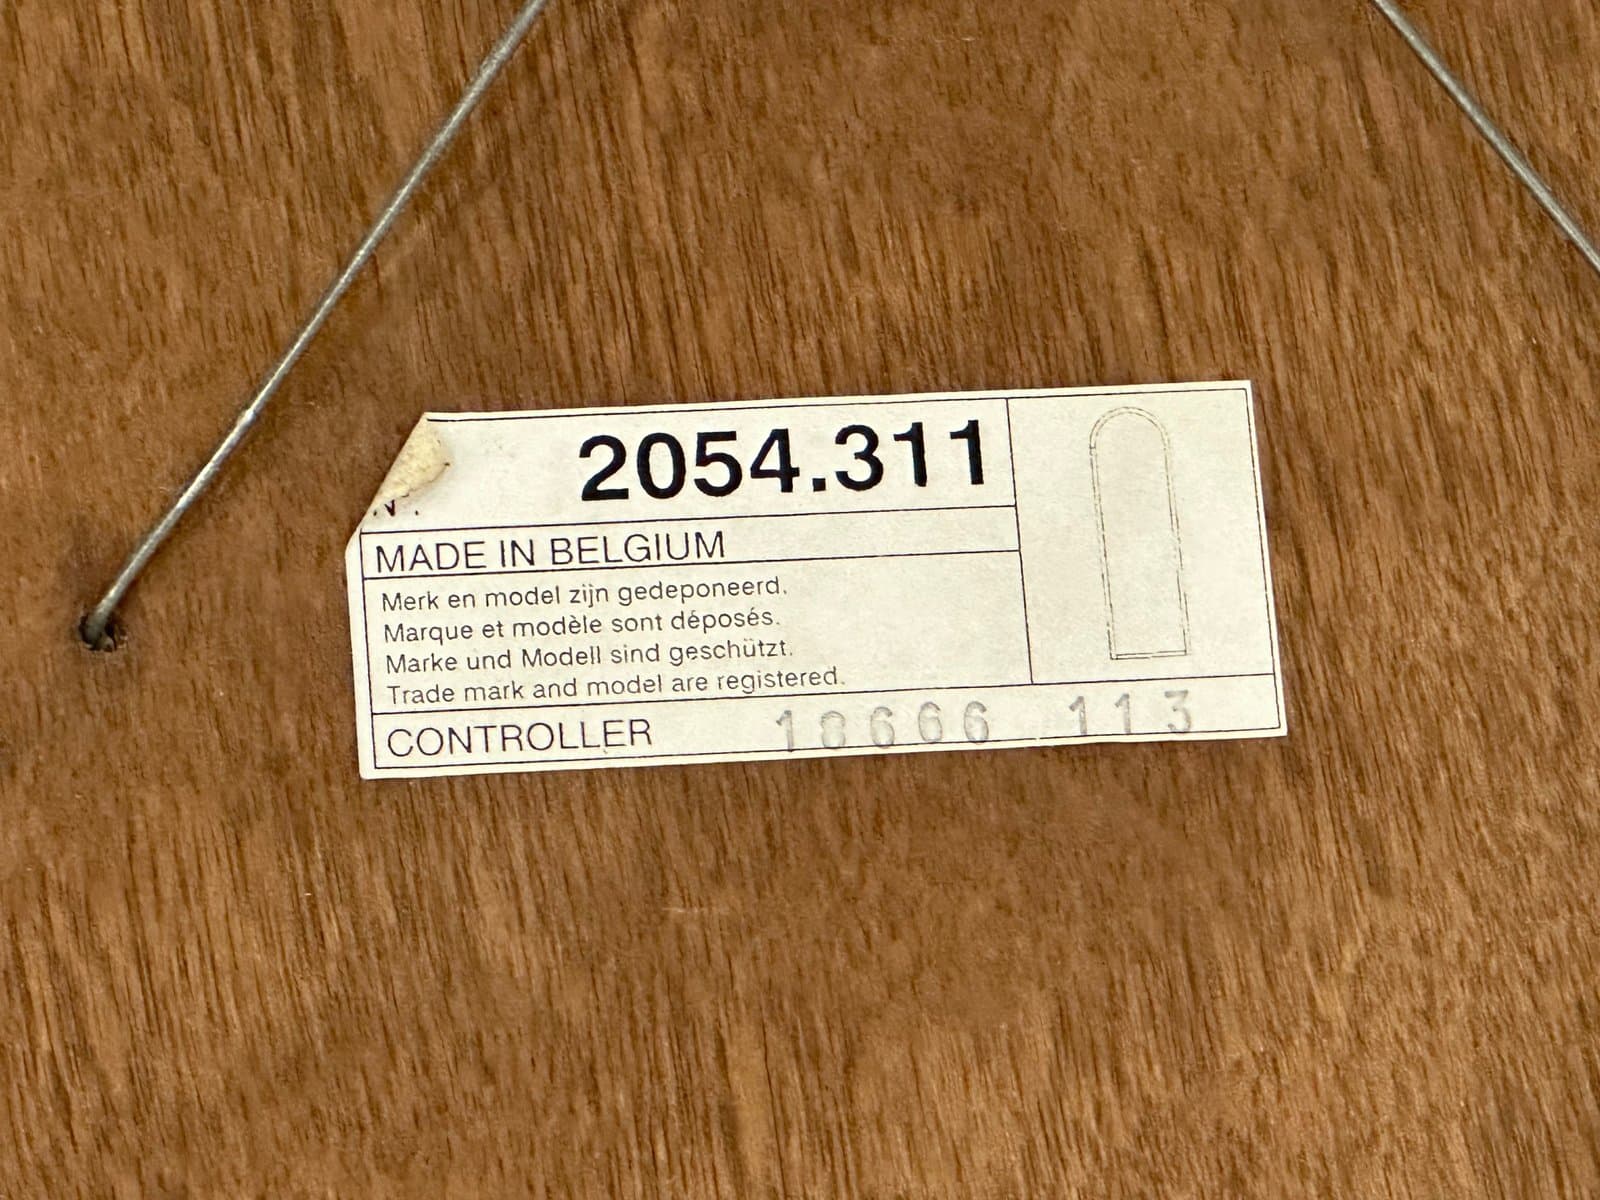 2054.311
MADE IN BELGIUM
Merk en model zijn gedeponeerd.
Marque et modèle sont déposés.
Marke und Modell sind geschützt.
Trade mark and model are registered.
CONTROLLER 18666 113